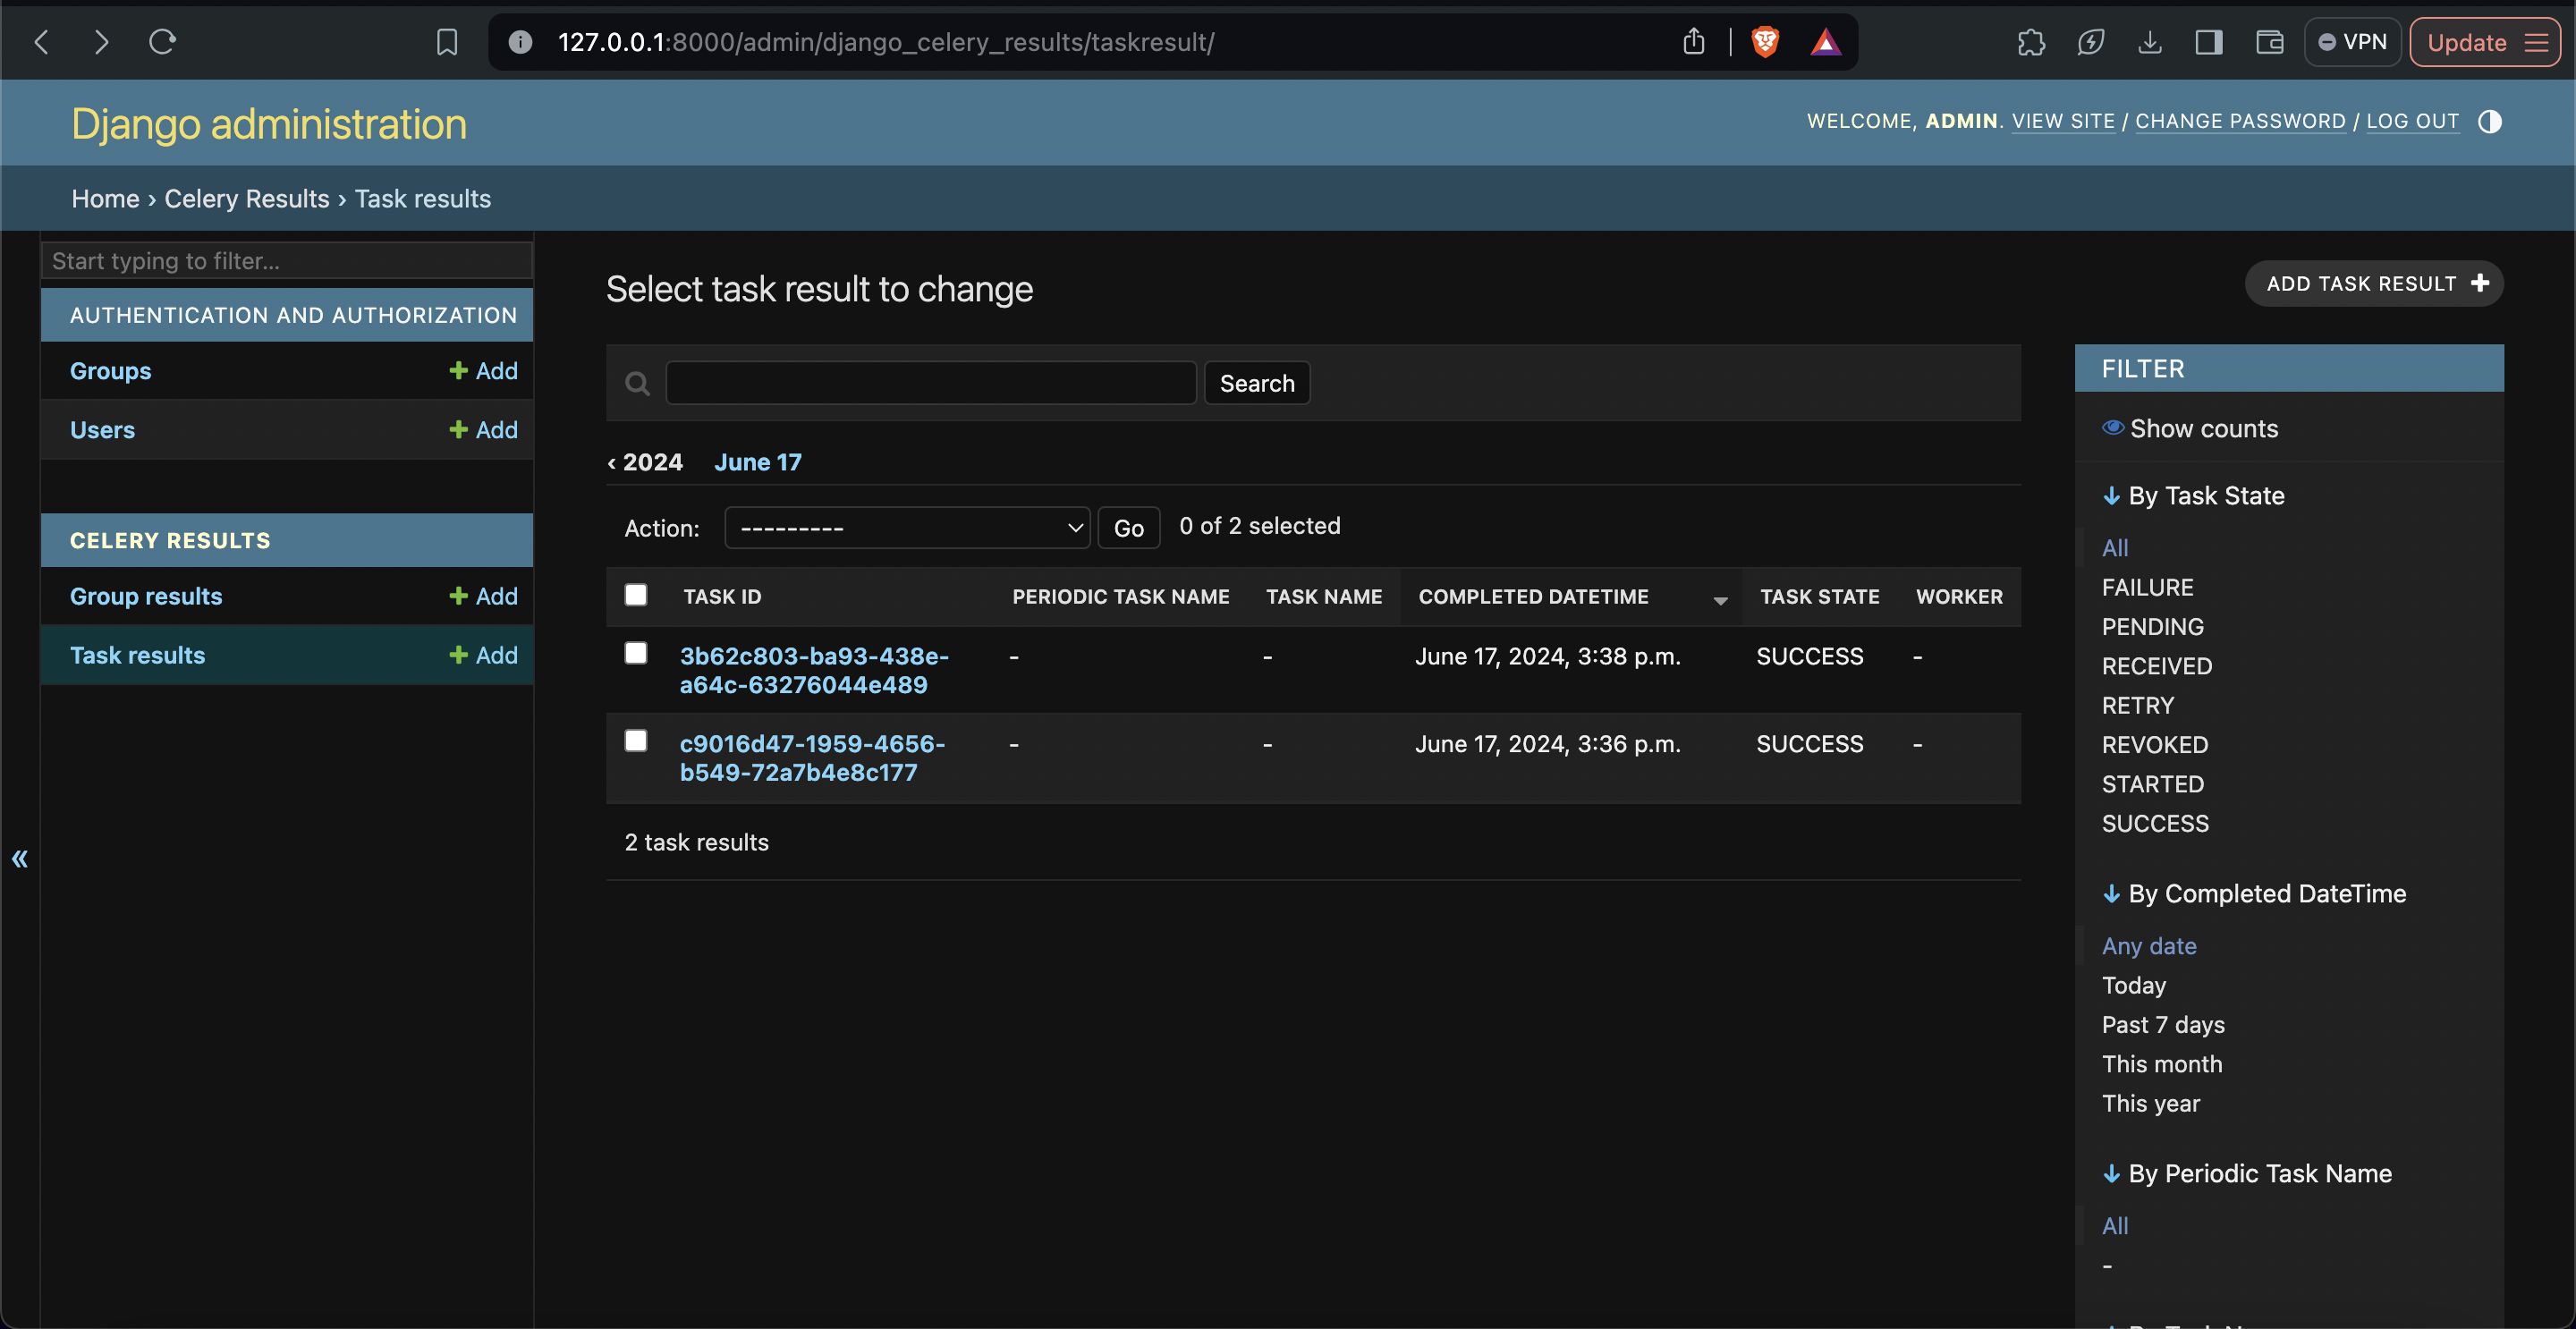 127.0.0.1:8000/admin/django_celery_results/taskresult/
VPN
Update
Django administration
WELCOME, ADMIN. VIEW SITE / CHANGE PASSWORD / LOG OUT
Home › Celery Results › Task results
Start typing to filter...
AUTHENTICATION AND AUTHORIZATION
Groups + Add
Users + Add
CELERY RESULTS
Group results + Add
Task results + Add
«
Select task result to change
ADD TASK RESULT +
Search
‹ 2024 June 17
Action: --------- Go 0 of 2 selected
TASK ID PERIODIC TASK NAME TASK NAME COMPLETED DATETIME TASK STATE WORKER
3b62c803-ba93-438e-a64c-63276044e489 - - June 17, 2024, 3:38 p.m. SUCCESS -
c9016d47-1959-4656-b549-72a7b4e8c177 - - June 17, 2024, 3:36 p.m. SUCCESS -
2 task results
FILTER
Show counts
↓ By Task State
All
FAILURE
PENDING
RECEIVED
RETRY
REVOKED
STARTED
SUCCESS
↓ By Completed DateTime
Any date
Today
Past 7 days
This month
This year
↓ By Periodic Task Name
All
-